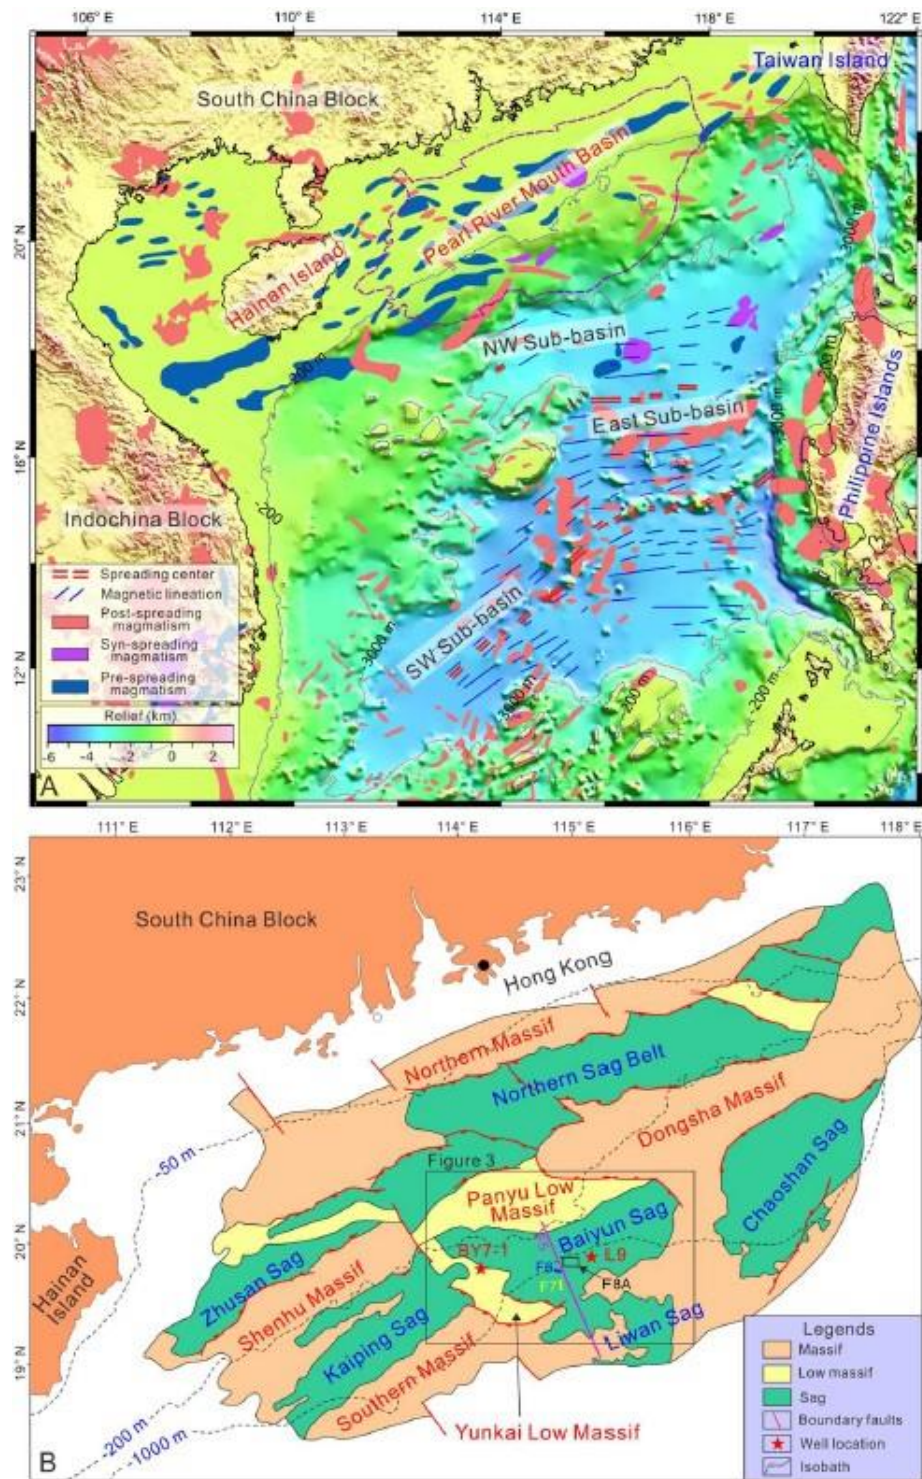 106° E
110° E
114° E
118° E
122° E
Taiwan Island
South China Block
Pearl River Mouth Basin
20°N
Hainan Island
-200 m
NW Sub-basin
East Sub-basin
Philippine Islands
16°N
-200
Indochina Block
SW Sub-basin
-3000 m
12°N
200 m
-200 m
Spreading center
Magnetic lineation
Post-spreading
magmatism
Syn-spreading
magmatism
Pre-spreading
magmatism
Relief (km)
-6 -4 -2 0 2
A
111°E
112°E
113°E
114°E
115°E
116°E
117°E
118°E
23°N
South China Block
Hong Kong
22°N
Northern Massif
Northern Sag Belt
21°N
Dongsha Massif
-50 m
Figure 3
Chaoshan Sag
Panyu Low
Massif
20°N
Baiyun Sag
BY7-1
L9
F7
F8A
Hainan
Island
Zhusan Sag
Shenhu Massif
Kaiping Sag
Liwan Sag
19°N
Southern Massif
-200 m
-1000 m
Yunkai Low Massif
Legends
Massif
Low massif
Sag
Boundary faults
Well location
Isobath
B